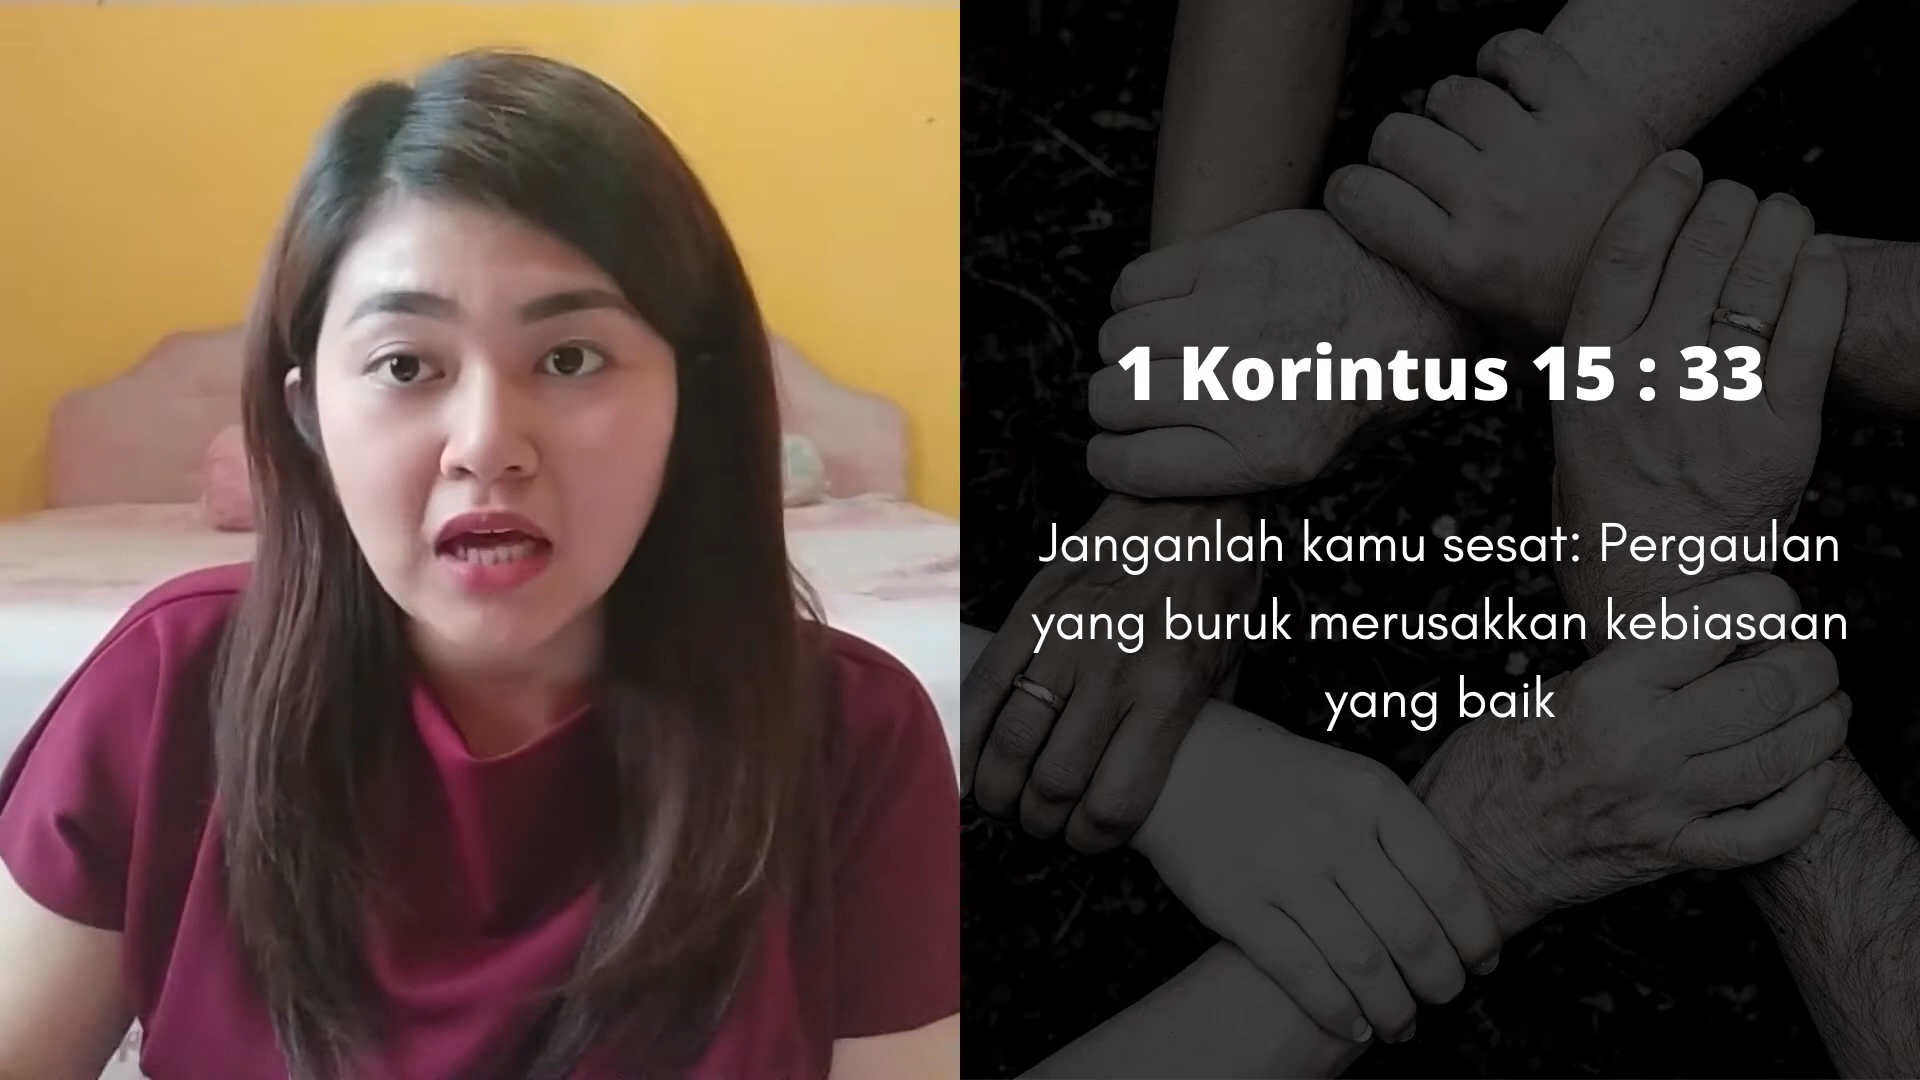 1 Korintus 15 : 33
Janganlah kamu sesat: Pergaulan
yang buruk merusakkan kebiasaan
yang baik